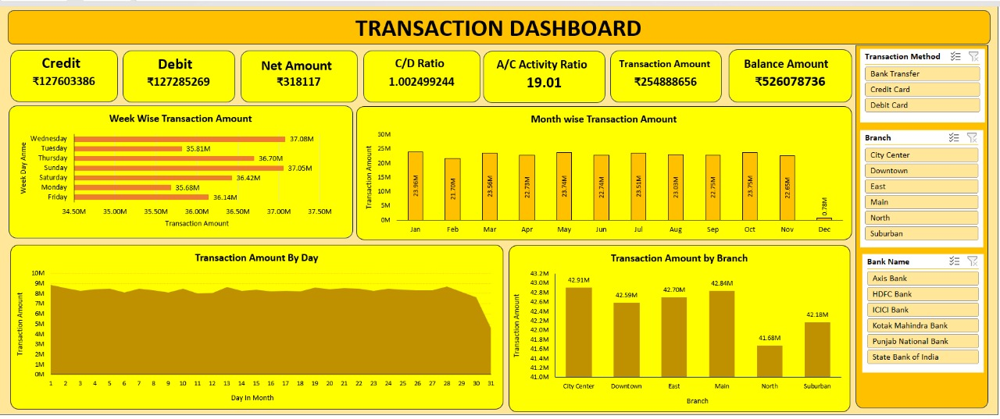 TRANSACTION DASHBOARD
Credit
₹127603386
Debit
₹127285269
Net Amount
₹318117
C/D Ratio
1.002499244
A/C Activity Ratio
19.01
Transaction Amount
₹254888656
Balance Amount
₹526078736
Transaction Method
Bank Transfer
Credit Card
Debit Card
Week Wise Transaction Amount
Week Day Anme
Wednesday 37.08M
Tuesday 35.81M
Thursday 36.70M
Sunday 37.05M
Saturday 36.42M
Monday 35.68M
Friday 36.14M
34.50M 35.00M 35.50M 36.00M 36.50M 37.00M 37.50M
Transaction Amount
Month wise Transaction Amount
Transaction Amount
30M
25M
20M
15M
10M
5M
0M
23.96M 21.70M 23.56M 22.73M 23.74M 22.74M 23.51M 23.03M 22.75M 23.75M 22.65M 0.78M
Jan Feb Mar Apr May Jun Jul Aug Sep Oct Nov Dec
Branch
City Center
Downtown
East
Main
North
Suburban
Transaction Amount By Day
Transaction Amount
10M
9M
8M
7M
6M
5M
4M
3M
2M
1M
0M
1 2 3 4 5 6 7 8 9 10 11 12 13 14 15 16 17 18 19 20 21 22 23 24 25 26 27 28 29 30 31
Day In Month
Transaction Amount by Branch
Transaction Amount
43.2M
43.0M
42.8M
42.6M
42.4M
42.2M
42.0M
41.8M
41.6M
41.4M
41.2M
41.0M
42.91M 42.59M 42.70M 42.84M 41.68M 42.18M
City Center Downtown East Main North Suburban
Branch
Bank Name
Axis Bank
HDFC Bank
ICICI Bank
Kotak Mahindra Bank
Punjab National Bank
State Bank of India